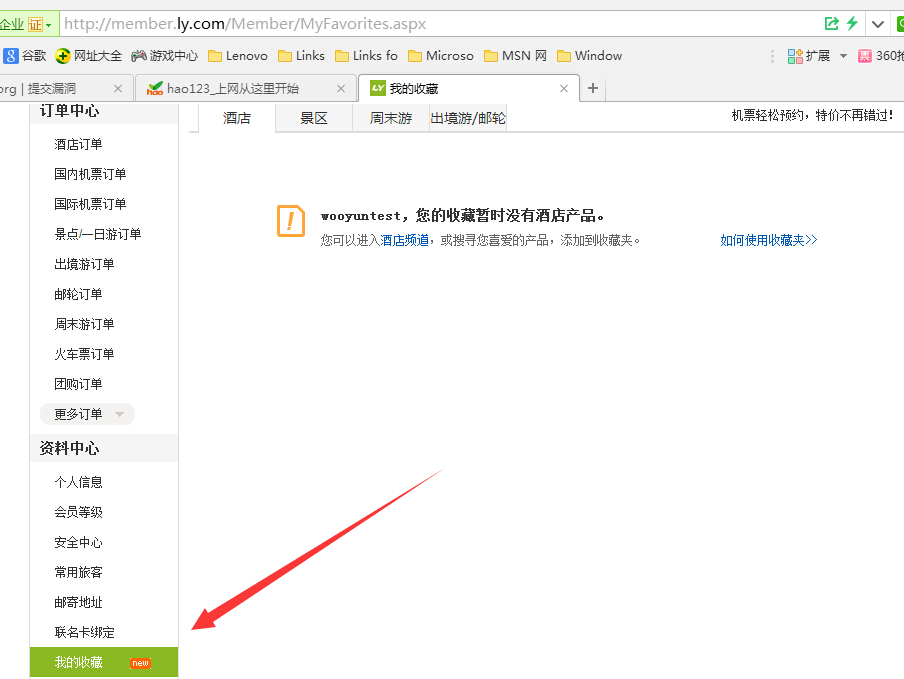 企业 证 http://member.ly.com/Member/MyFavorites.aspx
谷歌 网址大全 游戏中心 Lenovo Links Links fo Microso MSN 网 Window 扩展 360抢
org | 提交漏洞 hao123_上网从这里开始 LY 我的收藏
订单中心
酒店 景区 周末游 出境游/邮轮 机票轻松预约，特价不再错过！
酒店订单
国内机票订单
国际机票订单
景点/一日游订单
出境游订单
邮轮订单
周末游订单
火车票订单
团购订单
更多订单
wooyuntest，您的收藏暂时没有酒店产品。
您可以进入酒店频道，或搜寻您喜爱的产品，添加到收藏夹。 如何使用收藏夹>>
资料中心
个人信息
会员等级
安全中心
常用旅客
邮寄地址
联名卡绑定
我的收藏 new